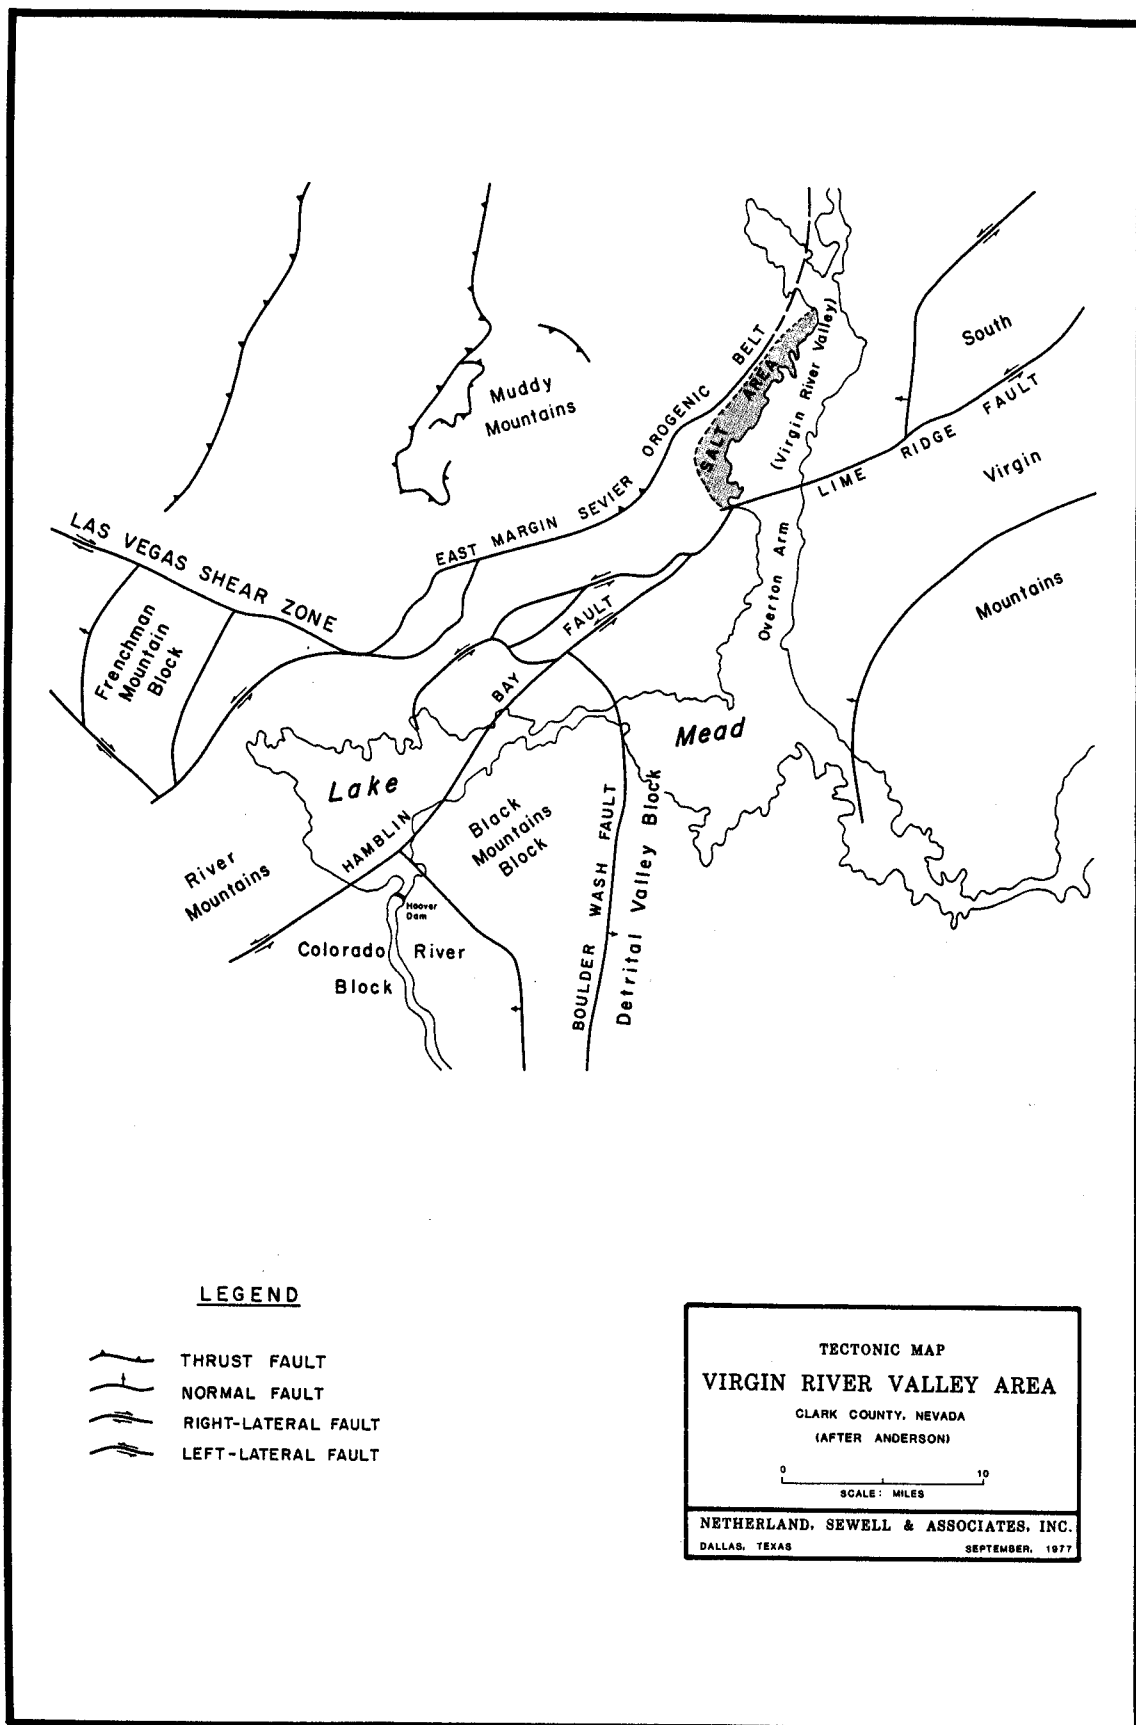 South
BELT
OROGENIC
SEVIER
MARGIN
EAST
SALT AREA
(Virgin River Valley)
Muddy
Mountains
FAULT
RIDGE
LIME
Virgin
Mountains
LAS VEGAS SHEAR ZONE
Frenchman
Mountain
Block
Overton Arm
FAULT
BAY
HAMBLIN
Mead
Lake
Black
Mountains
Block
River
Mountains
Hoover
Dam
Colorado River
Block
BOULDER WASH FAULT
Detrital Valley Block
LEGEND
THRUST FAULT
NORMAL FAULT
RIGHT-LATERAL FAULT
LEFT-LATERAL FAULT
TECTONIC MAP
VIRGIN RIVER VALLEY AREA
CLARK COUNTY, NEVADA
(AFTER ANDERSON)
0 10
SCALE: MILES
NETHERLAND, SEWELL & ASSOCIATES, INC.
DALLAS, TEXAS SEPTEMBER, 1977